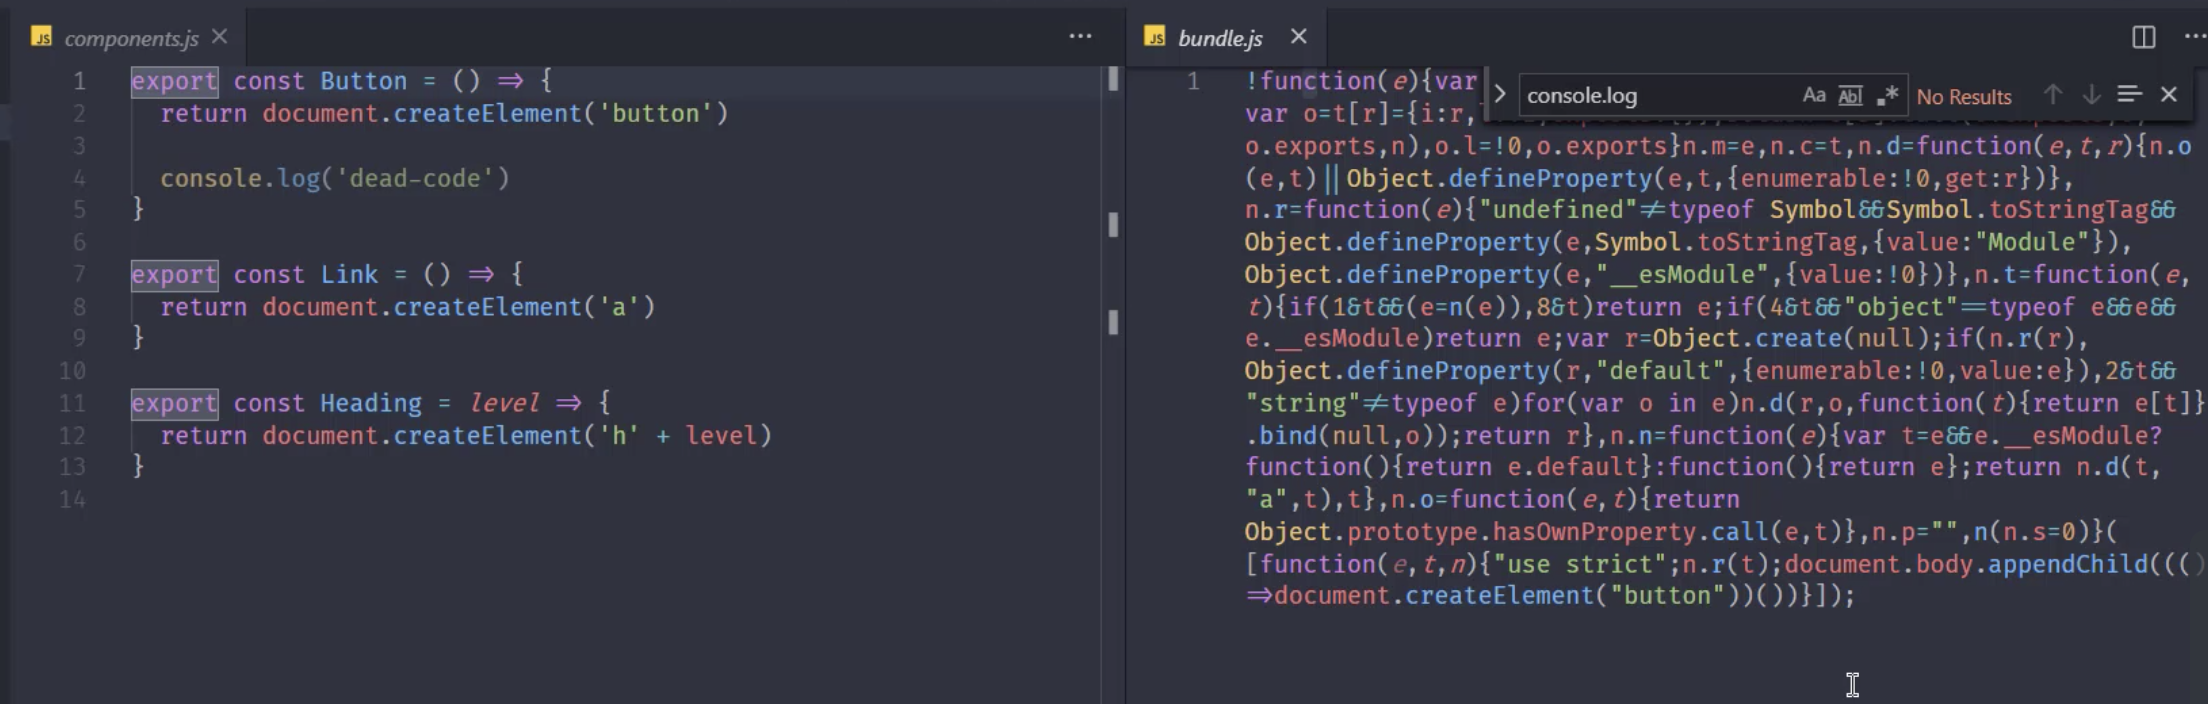 JS components.js
1 export const Button = () => {
2 return document.createElement('button')
3
4 console.log('dead-code')
5 }
6
7 export const Link = () => {
8 return document.createElement('a')
9 }
10
11 export const Heading = level => {
12 return document.createElement('h' + level)
13 }
14
JS bundle.js
console.log Aa Abl .* No Results
1 !function(e){var
var o=t[r]={i:r,
o.exports,n),o.l=!0,o.exports}n.m=e,n.c=t,n.d=function(e,t,r){n.o
(e,t)||Object.defineProperty(e,t,{enumerable:!0,get:r})},
n.r=function(e){"undefined"!=typeof Symbol&&Symbol.toStringTag&&
Object.defineProperty(e,Symbol.toStringTag,{value:"Module"}),
Object.defineProperty(e,"__esModule",{value:!0})},n.t=function(e,
t){if(1&t&&(e=n(e)),8&t)return e;if(4&t&&"object"==typeof e&&e&&
e.__esModule)return e;var r=Object.create(null);if(n.r(r),
Object.defineProperty(r,"default",{enumerable:!0,value:e}),2&t&&
"string"!=typeof e)for(var o in e)n.d(r,o,function(t){return e[t]}
.bind(null,o));return r},n.n=function(e){var t=e&&e.__esModule?
function(){return e.default}:function(){return e};return n.d(t,
"a",t),t},n.o=function(e,t){return
Object.prototype.hasOwnProperty.call(e,t)},n.p="",n(n.s=0)}(
[function(e,t,n){"use strict";n.r(t);document.body.appendChild((()
=>document.createElement("button"))())}]);